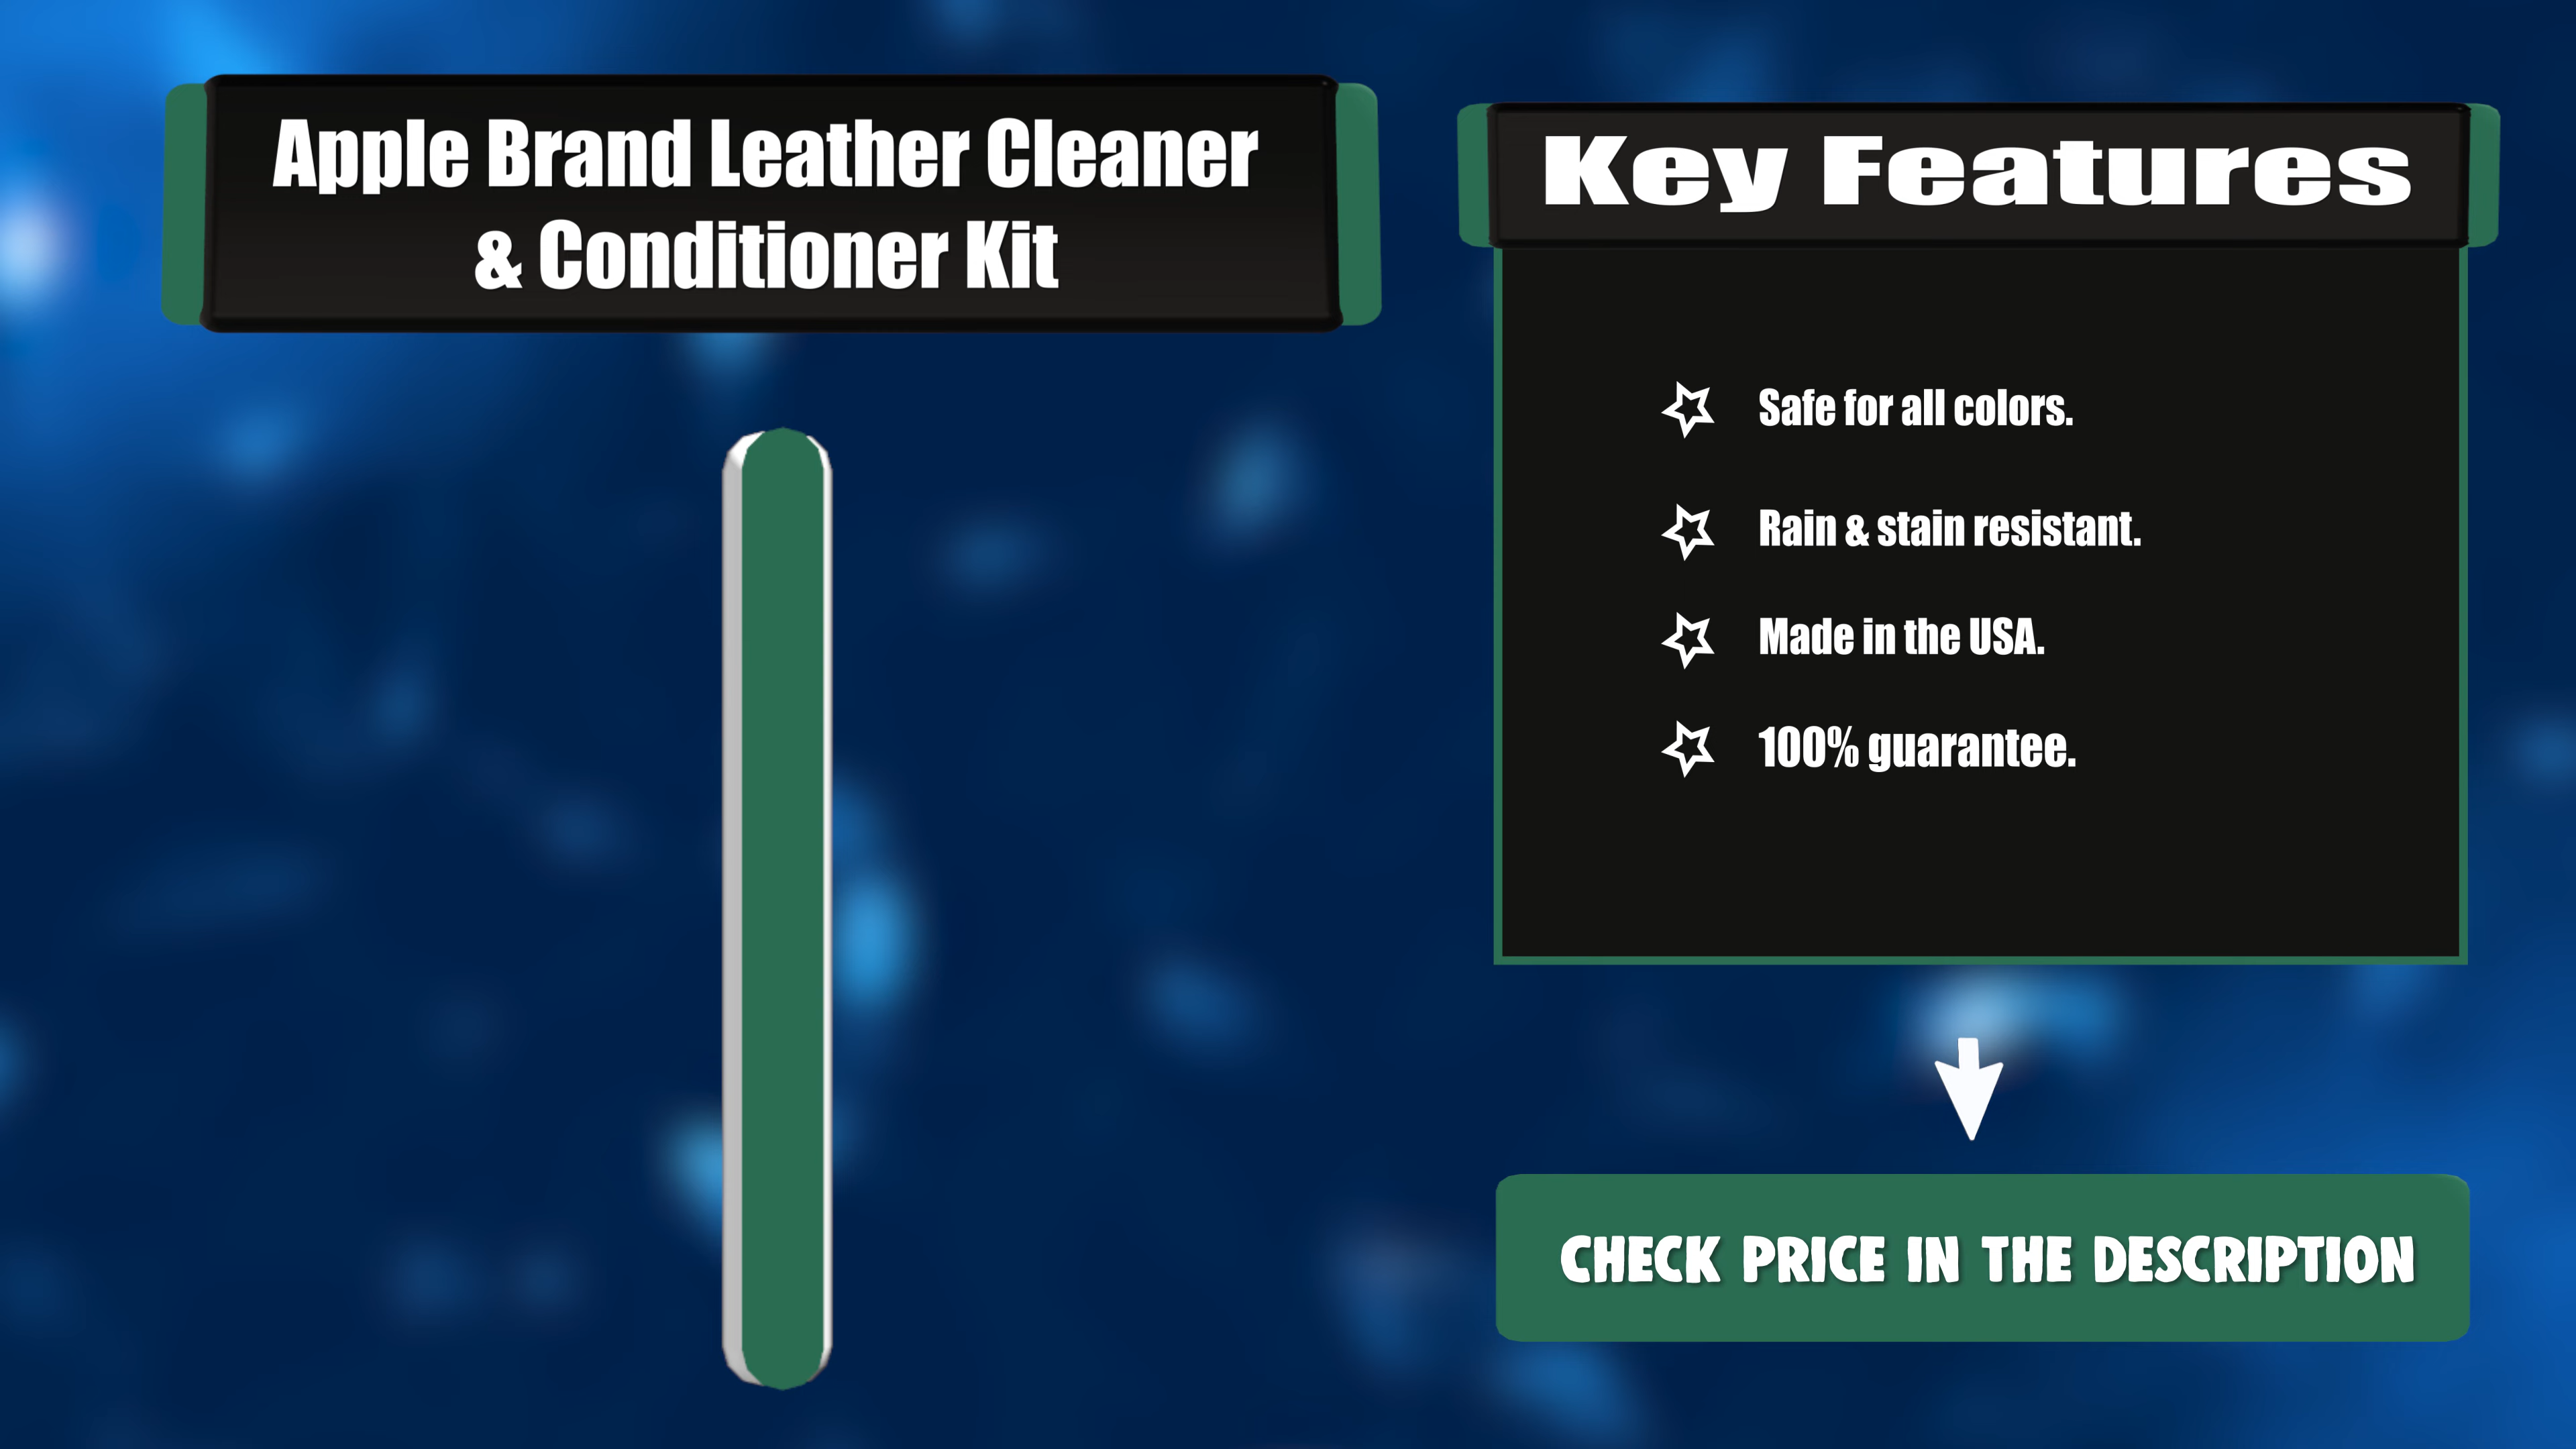 Apple Brand Leather Cleaner
& Conditioner Kit
Key Features
Safe for all colors.
Rain & stain resistant.
Made in the USA.
100% guarantee.
CHECK PRICE IN THE DESCRIPTION